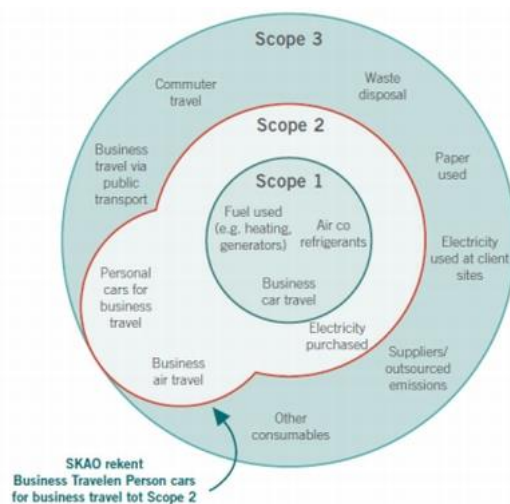 Scope 3
Commuter
travel
Waste
disposal
Scope 2
Business
travel via
public
transport
Paper
used
Scope 1
Fuel used
(e.g. heating,
generators)
Air co
refrigerants
Electricity
used at client
sites
Business
car travel
Personal
cars for
business
travel
Electricity
purchased
Business
air travel
Suppliers/
outsourced
emissions
Other
consumables
SKAO rekent
Business Travelen Person cars
for business travel tot Scope 2